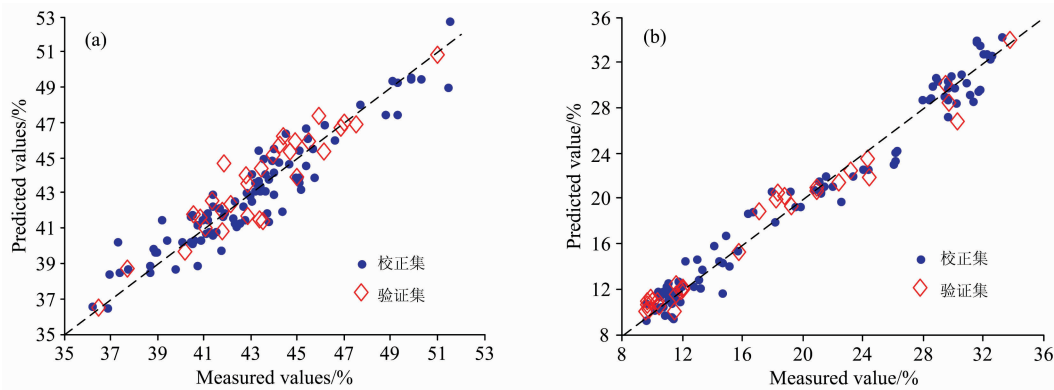 53
51
49
47
45
43
41
39
37
35
Predicted values/%
(a)
校正集
验证集
35 37 39 41 43 45 47 49 51 53
Measured values/%
36
32
28
24
20
16
12
8
Predicted value/%
(b)
校正集
验证集
8 12 16 20 24 28 32 36
Measured value/%